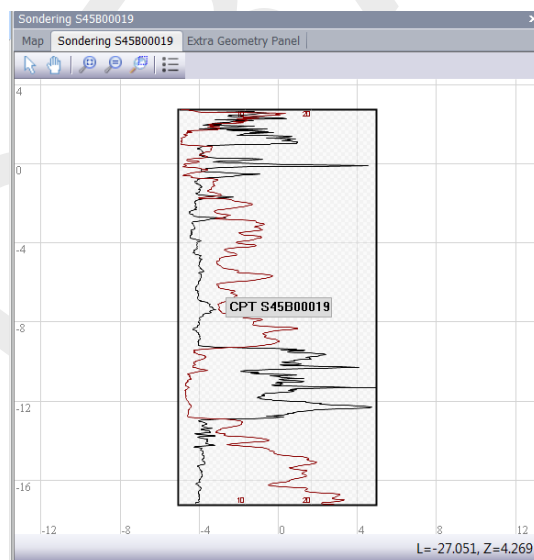 Sondering S45B00019
Map Sondering S45B00019 Extra Geometry Panel
4
10 20
0
-4
CPT S45B00019
-8
-12
-16
10 20
-12 -8 -4 0 4 8 12
L=-27.051, Z=4.269